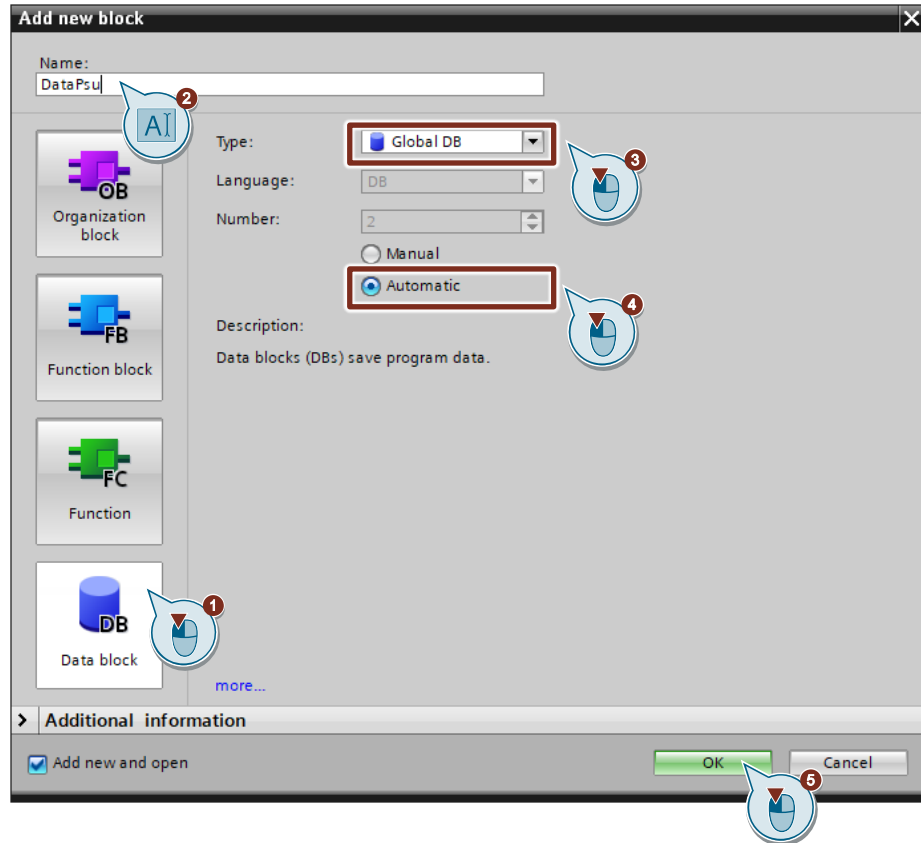 Add new block
Name:
DataPsu
2
AI
Type:
Global DB
3
Language:
DB
Number:
2
Manual
Automatic
4
Description:
Data blocks (DBs) save program data.
OB
Organization
block
FB
Function block
FC
Function
DB
1
Data block
more...
Additional information
Add new and open
OK
Cancel
5